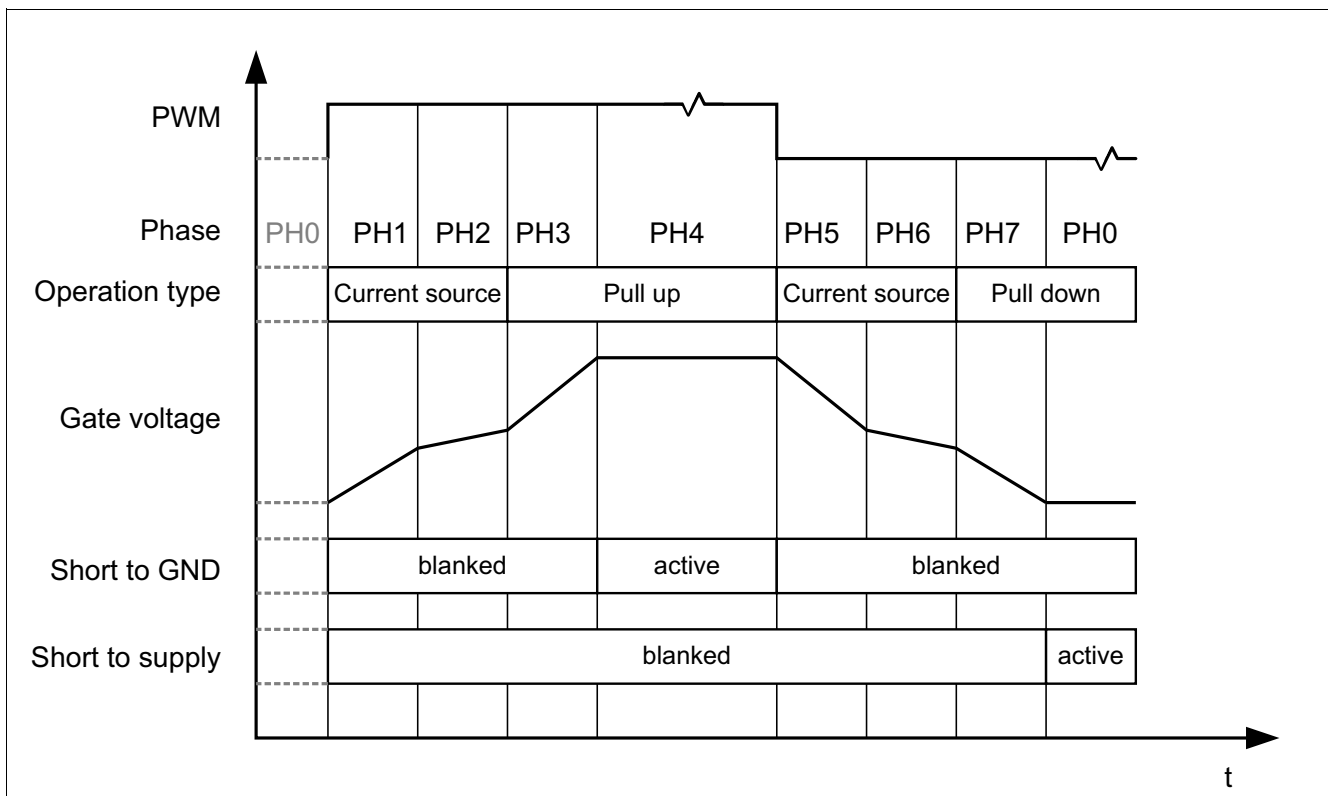 PWM
Phase PH0 PH1 PH2 PH3 PH4 PH5 PH6 PH7 PH0
Operation type Current source Pull up Current source Pull down
Gate voltage
Short to GND blanked active blanked
Short to supply blanked active
t